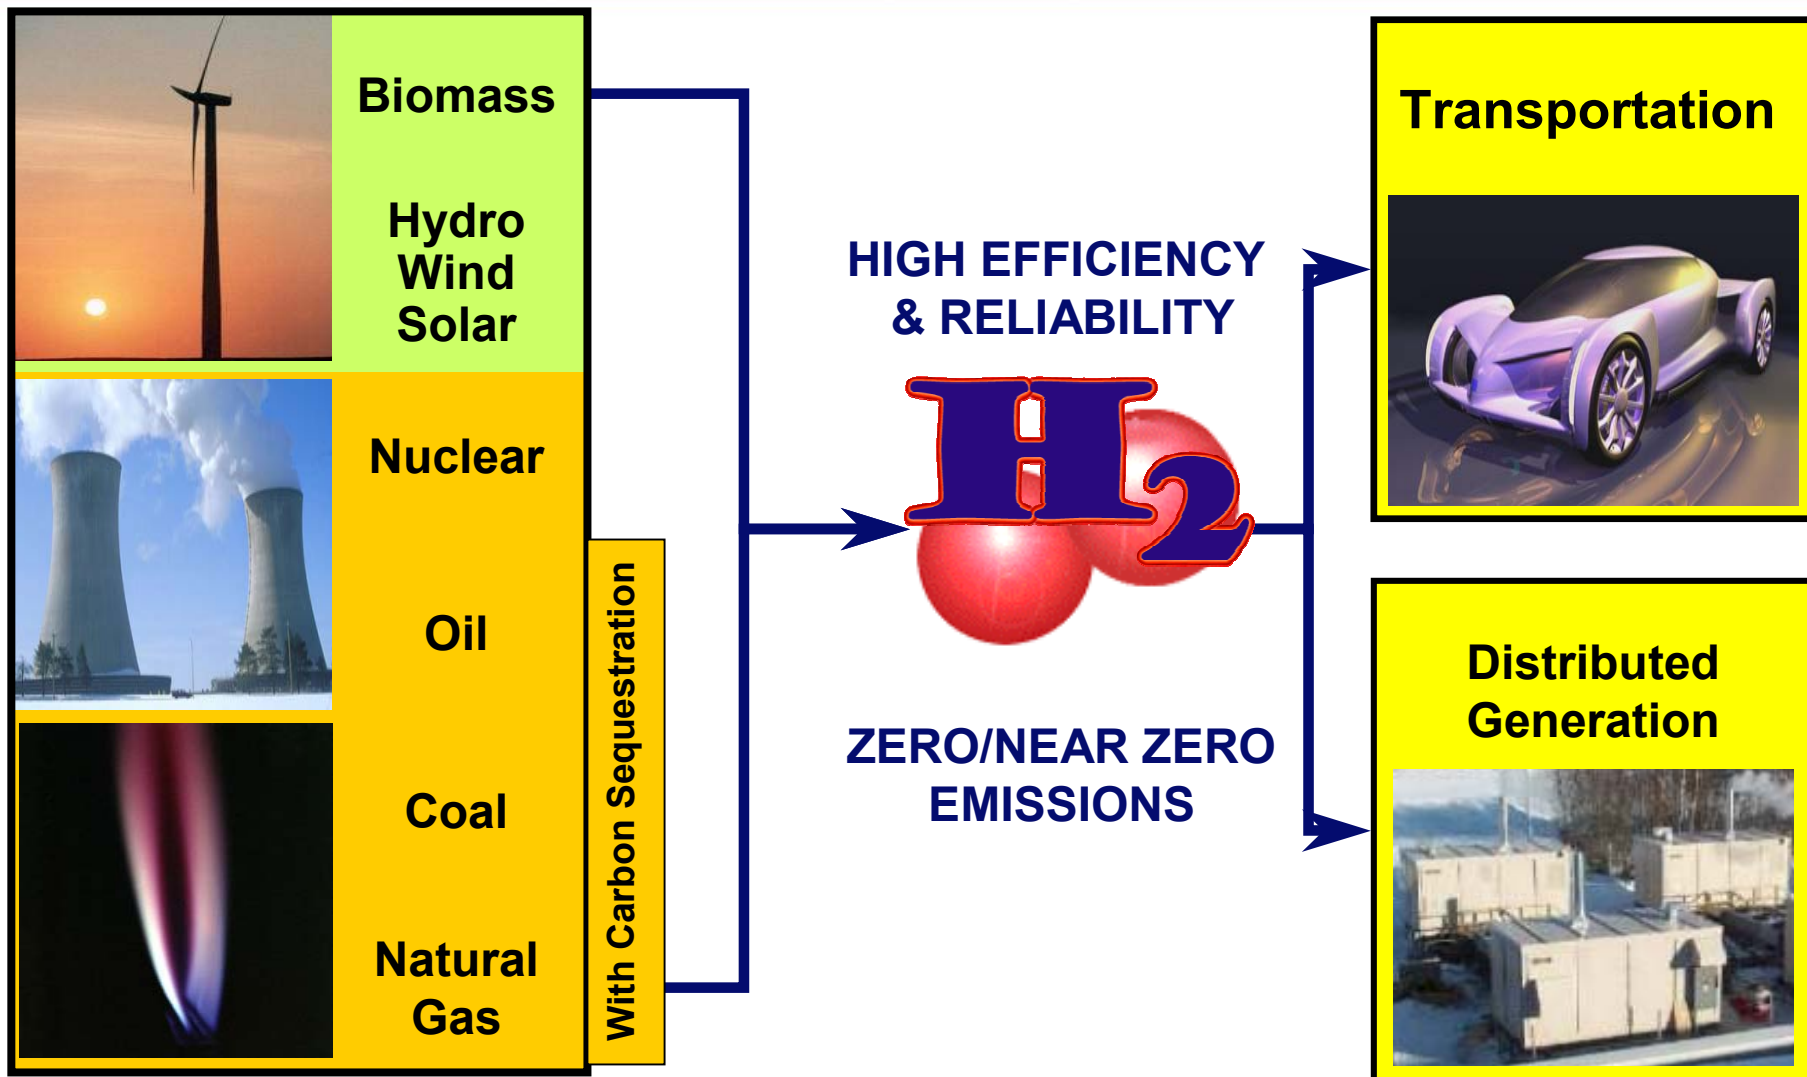 Biomass
Hydro
Wind
Solar
Nuclear
Oil
Coal
Natural
Gas
With Carbon Sequestration
HIGH EFFICIENCY
& RELIABILITY
H2
ZERO/NEAR ZERO
EMISSIONS
Transportation
Distributed
Generation